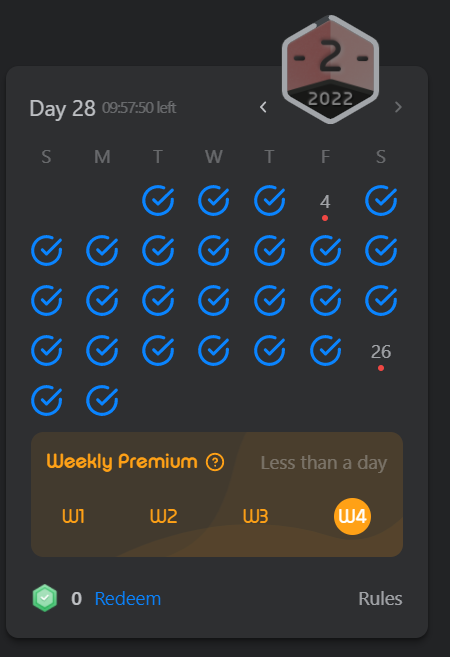 - 2 -
2022
Day 28 09:57:50 left
S M T W T F S
4
26
Weekly Premium ? Less than a day
W1 W2 W3 W4
0 Redeem Rules